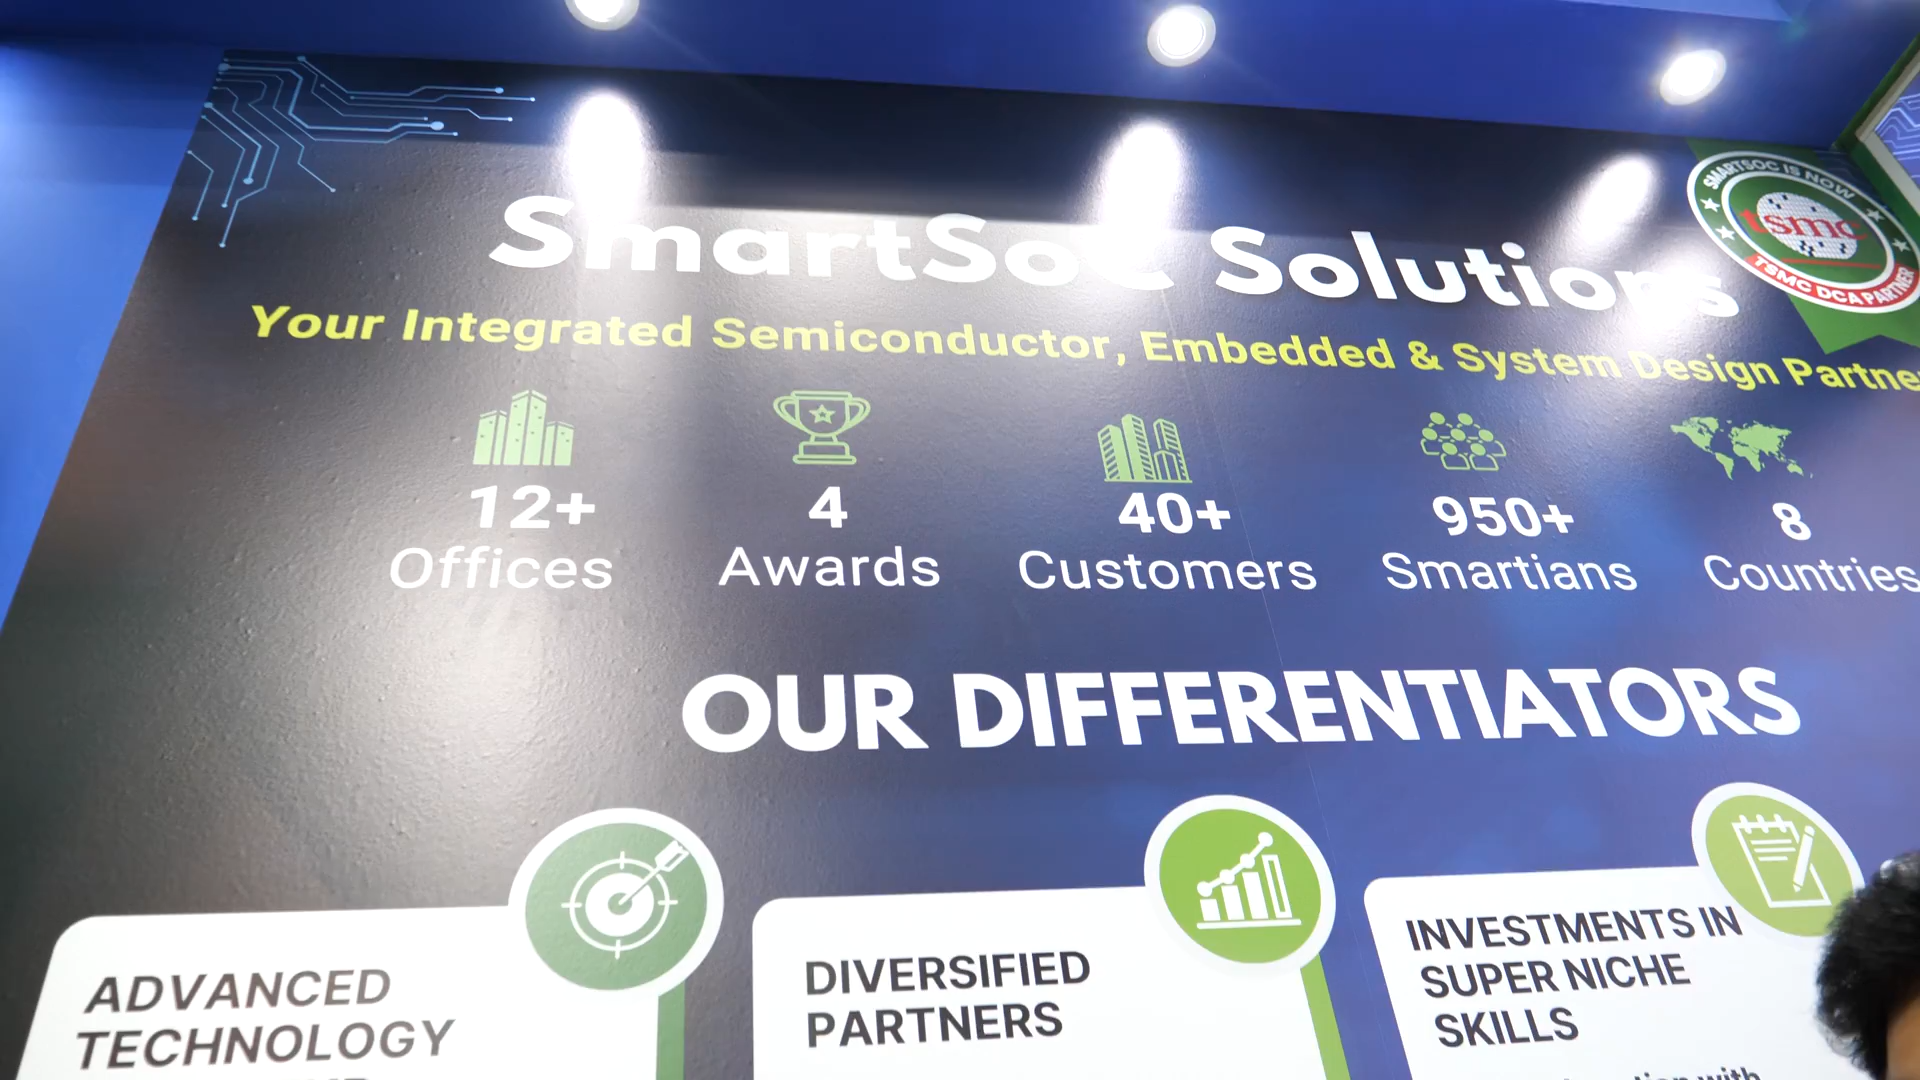 SmartSoC Solutions
SMARTSOC IS NOW
tsmc
TSMC DCA PARTNER
Your Integrated Semiconductor, Embedded & System Design Partner
12+
Offices
4
Awards
40+
Customers
950+
Smartians
8
Countries
OUR DIFFERENTIATORS
ADVANCED
TECHNOLOGY
DIVERSIFIED
PARTNERS
INVESTMENTS IN
SUPER NICHE
SKILLS
with